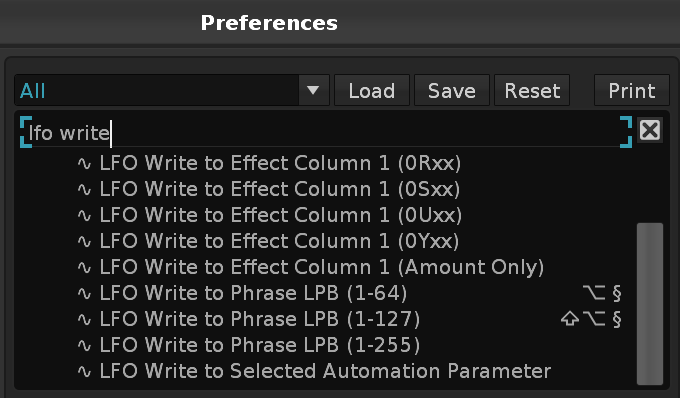 Preferences
All Load Save Reset Print
lfo write
∿ LFO Write to Effect Column 1 (0Rxx)
∿ LFO Write to Effect Column 1 (0Sxx)
∿ LFO Write to Effect Column 1 (0Uxx)
∿ LFO Write to Effect Column 1 (0Yxx)
∿ LFO Write to Effect Column 1 (Amount Only)
∿ LFO Write to Phrase LPB (1-64) ⌥ §
∿ LFO Write to Phrase LPB (1-127) ⇧⌥ §
∿ LFO Write to Phrase LPB (1-255)
∿ LFO Write to Selected Automation Parameter